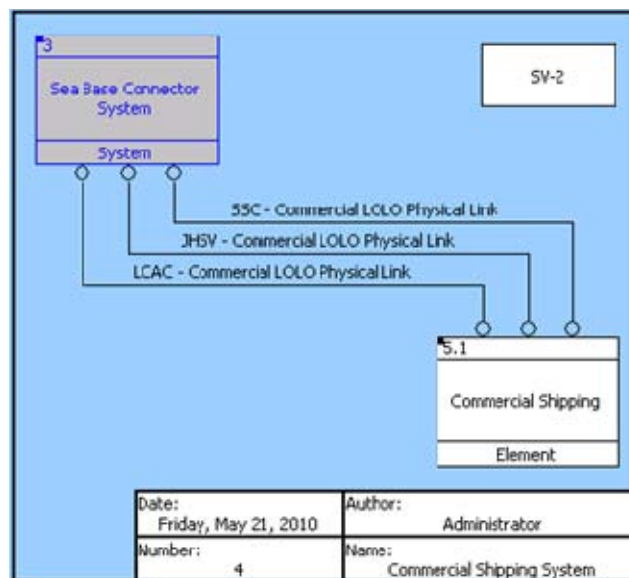 3
Sea Base Connector
System
System
SV-2
SSC - Commercial LOLO Physical Link
JHSV - Commercial LOLO Physical Link
LCAC - Commercial LOLO Physical Link
5.1
Commercial Shipping
Element
Date:
Friday, May 21, 2010
Author:
Administrator
Number:
4
Name:
Commercial Shipping System